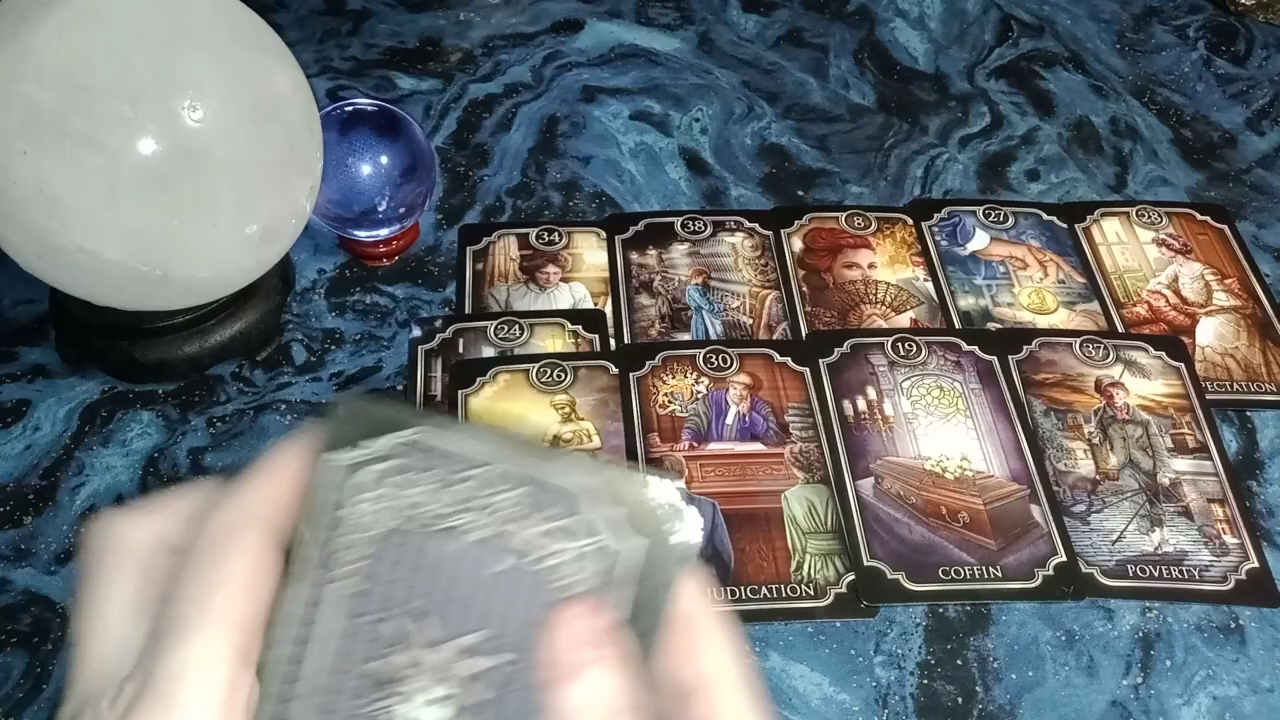 34
38
8
27
28
PECTATION
24
26
30
19
37
JUDICATION
COFFIN
POVERTY